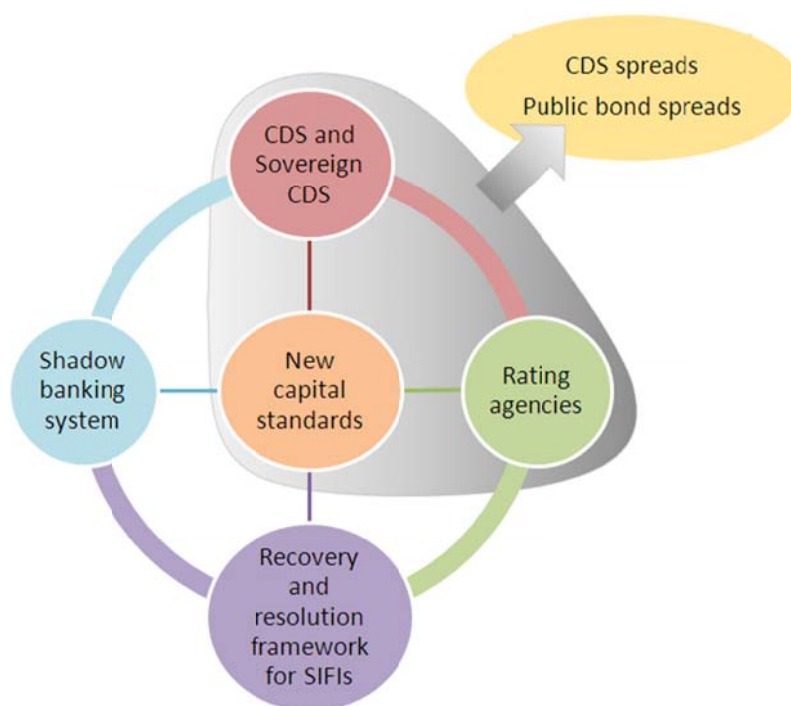 CDS spreads
Public bond spreads
CDS and
Sovereign
CDS
Shadow
banking
system
New
capital
standards
Rating
agencies
Recovery
and
resolution
framework
for SIFIs